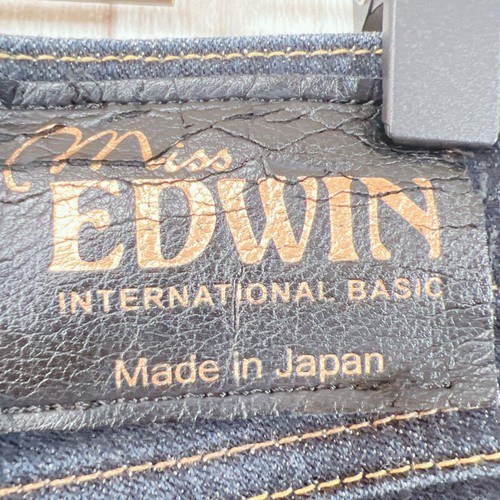 Miss
EDWIN
INTERNATIONAL BASIC
Made in Japan